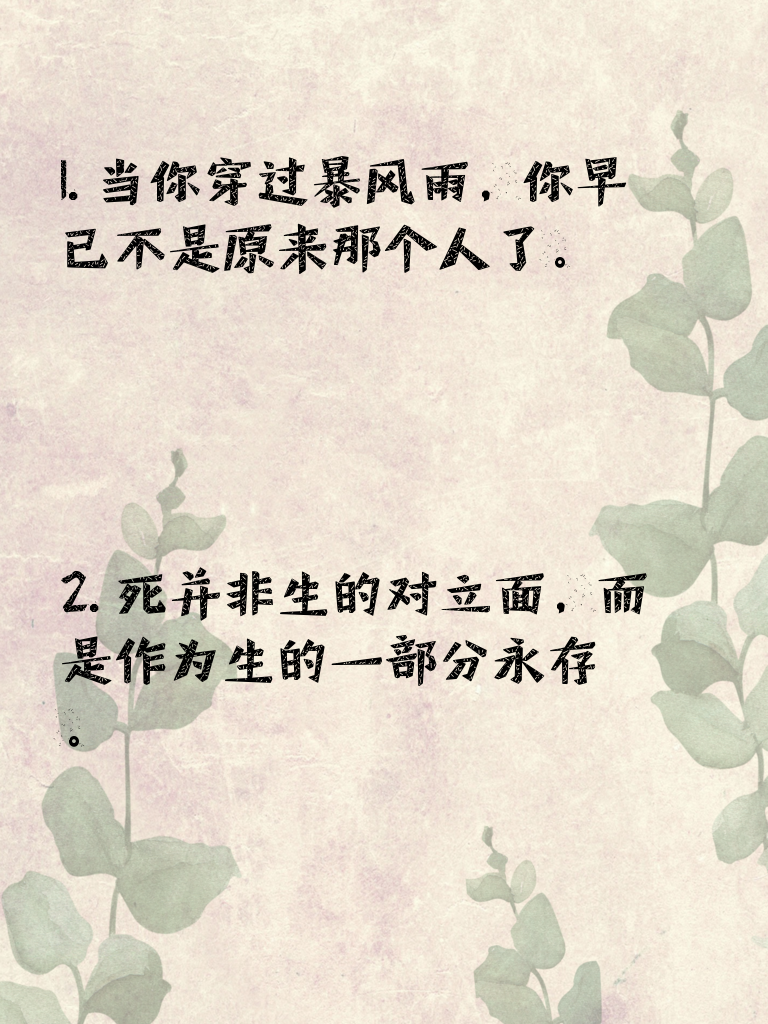 1. 当你穿过暴风雨，你早
已不是原来那个人了。
2. 死并非生的对立面，而
是作为生的一部分永存
。